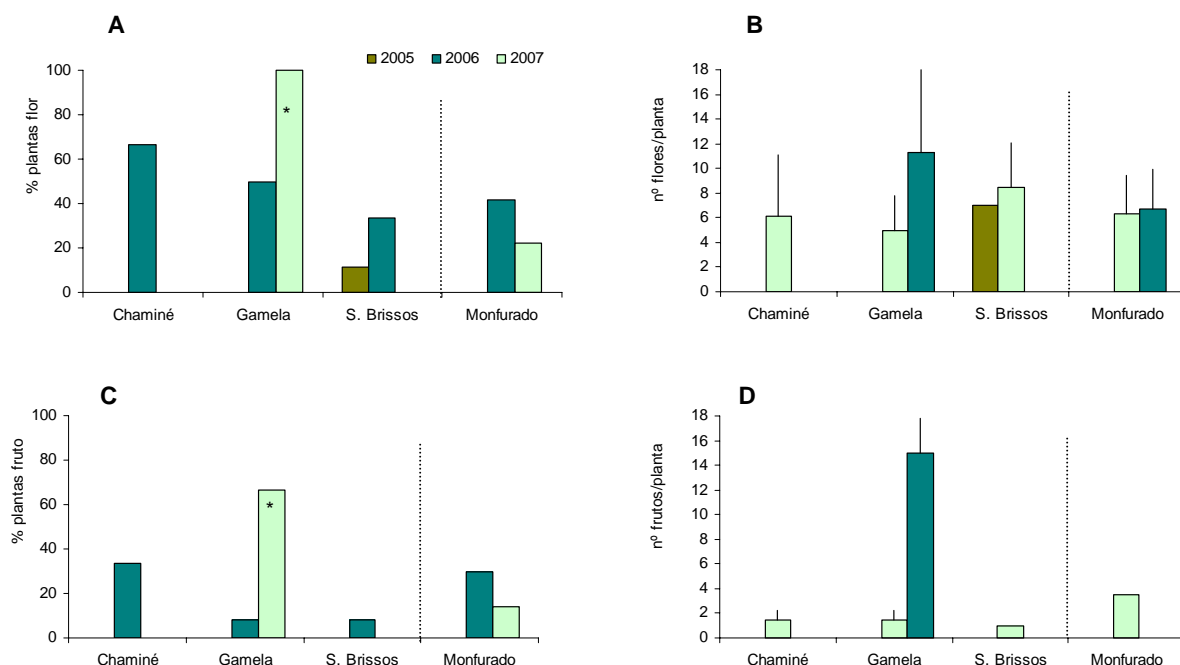 A
2005 2006 2007
% plantas flor
100
80
60
40
20
0
*
Chaminé Gamela S. Brissos Monfurado
B
nº flores/planta
18
16
14
12
10
8
6
4
2
0
Chaminé Gamela S. Brissos Monfurado
C
% plantas fruto
100
80
60
40
20
0
*
Chaminé Gamela S. Brissos Monfurado
D
nº frutos/planta
18
16
14
12
10
8
6
4
2
0
Chaminé Gamela S. Brissos Monfurado